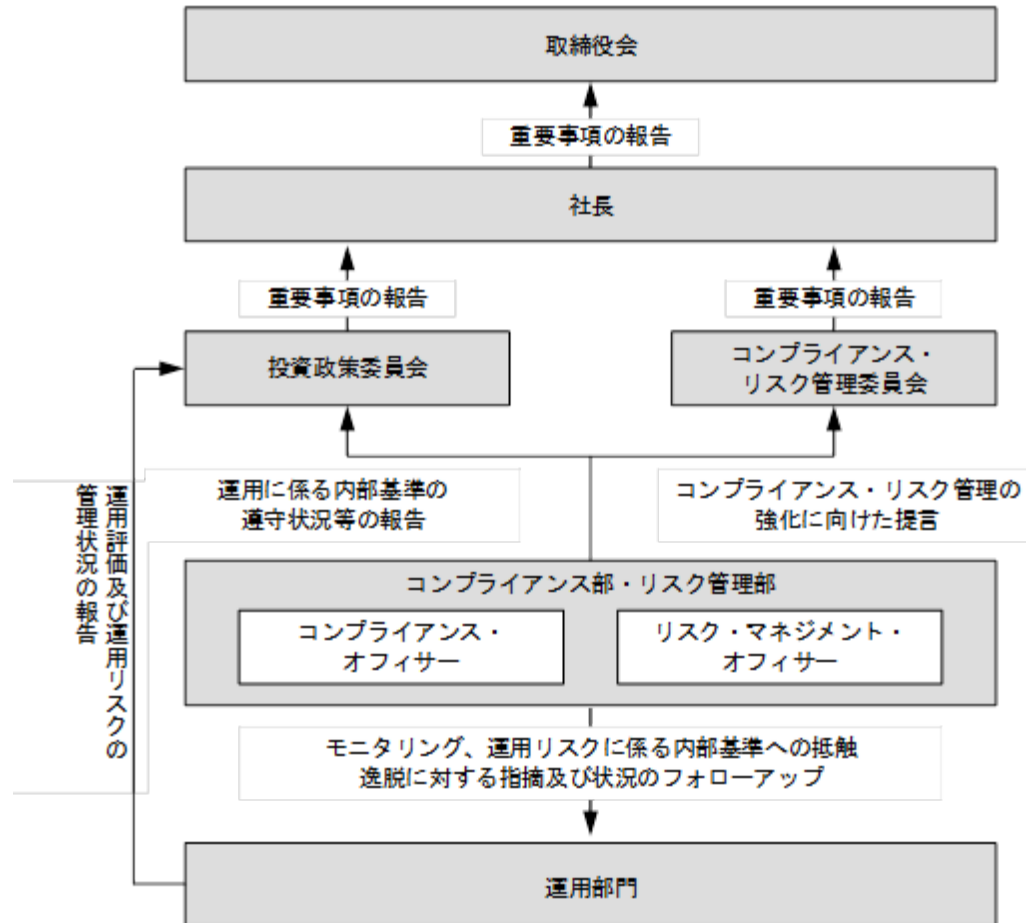 取締役会
重要事項の報告
社長
重要事項の報告
重要事項の報告
投資政策委員会
コンプライアンス・
リスク管理委員会
運用に係る内部基準の
遵守状況等の報告
コンプライアンス・リスク管理の
強化に向けた提言
運用評価及び運用リスクの
管理状況の報告
コンプライアンス部・リスク管理部
コンプライアンス・
オフィサー
リスク・マネジメント・
オフィサー
モニタリング、運用リスクに係る内部基準への抵触
逸脱に対する指摘及び状況のフォローアップ
運用部門